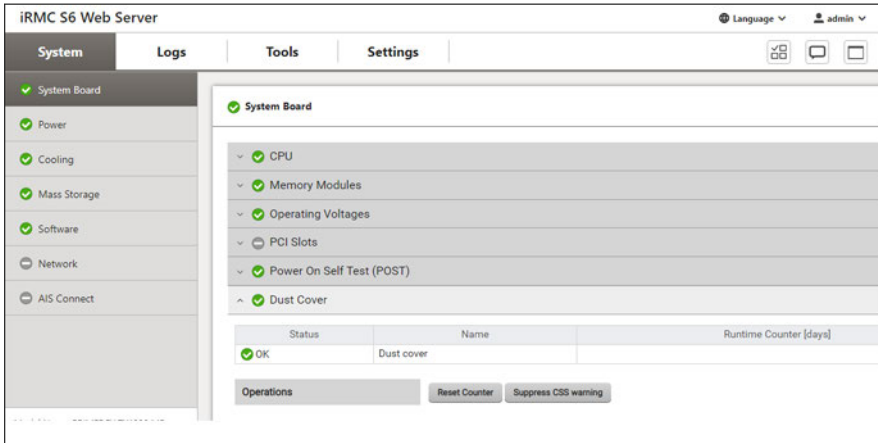 iRMC S6 Web Server
Language admin
System Logs Tools Settings
System Board
Power
Cooling
Mass Storage
Software
Network
AIS Connect
System Board
CPU
Memory Modules
Operating Voltages
PCI Slots
Power On Self Test (POST)
Dust Cover
Status Name Runtime Counter [days]
OK Dust cover
Operations Reset Counter Suppress CSS warning